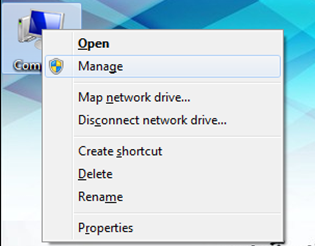 Com
Open
Manage
Map network drive...
Disconnect network drive...
Create shortcut
Delete
Rename
Properties